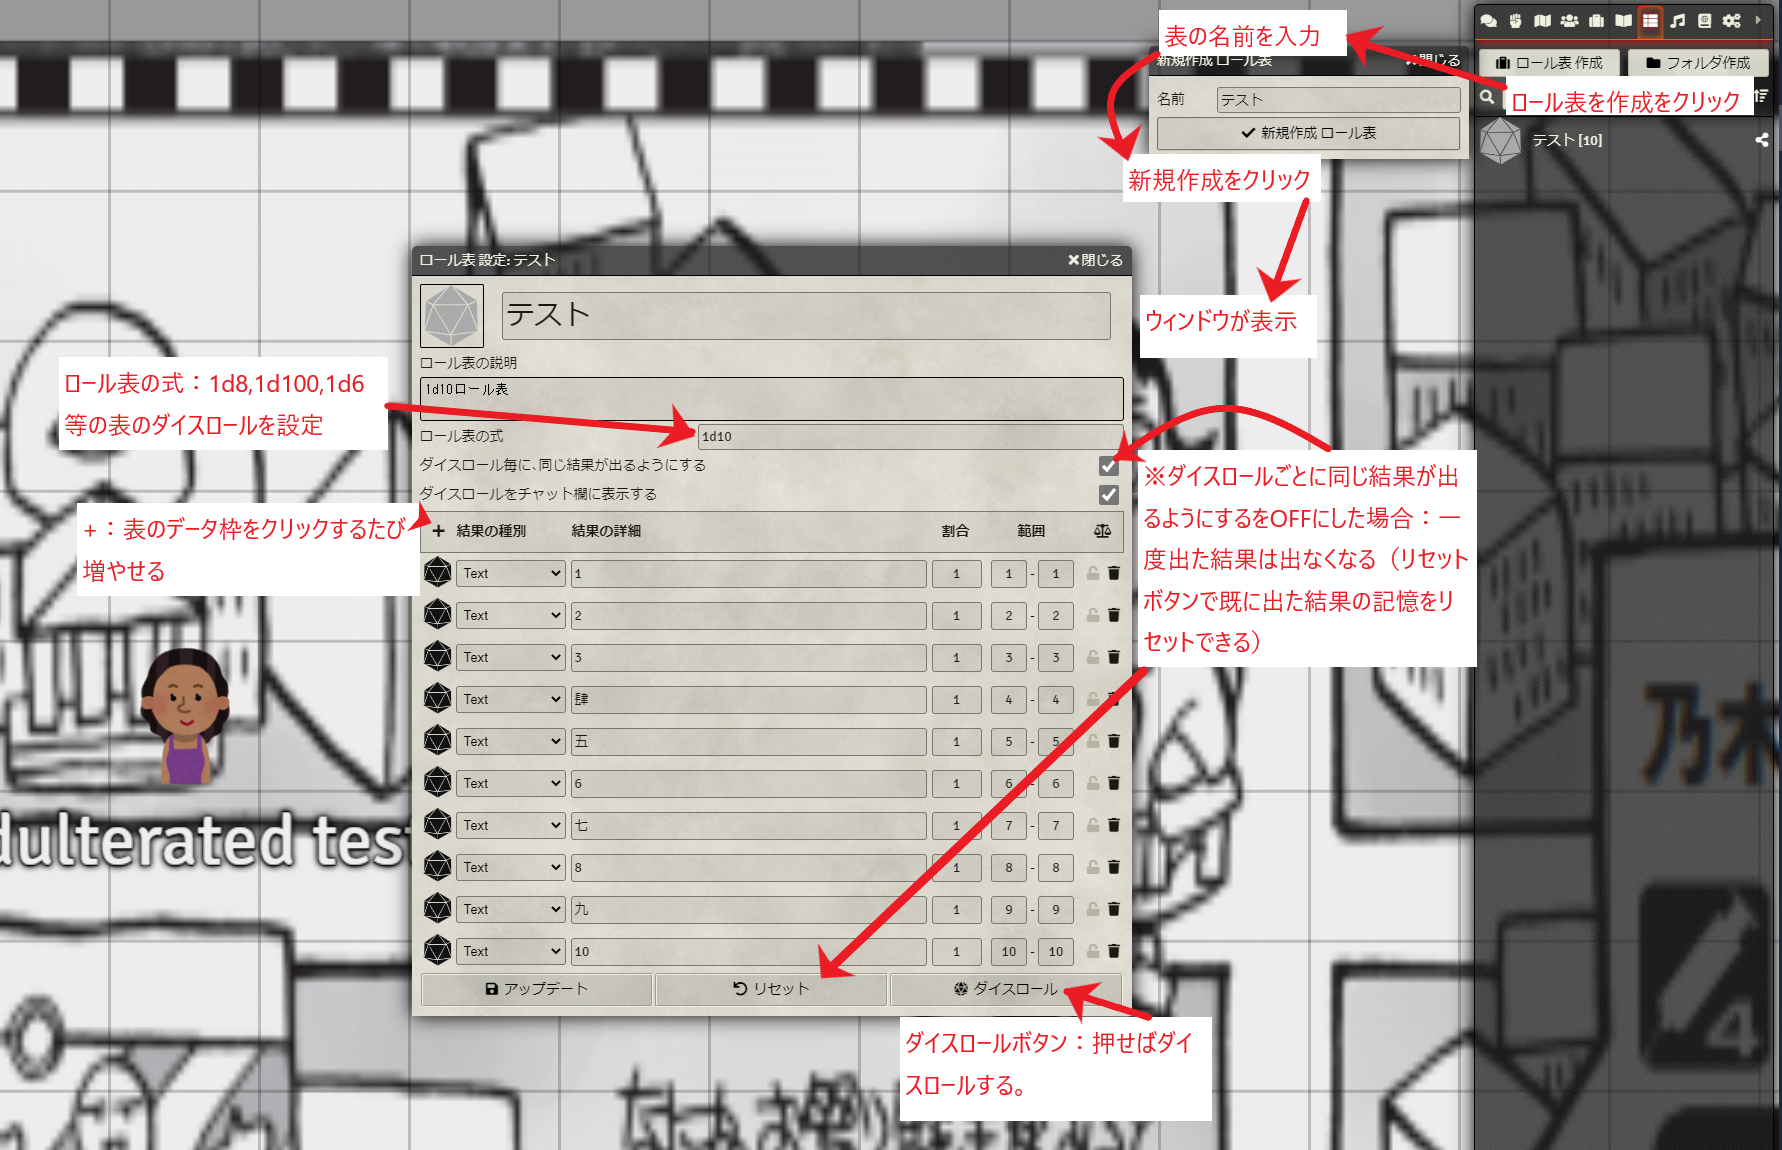 表の名前を入力
新規作成 ロール表
閉じる
ロール表 作成
フォルダ作成
名前
テスト
ロール表を作成をクリック
新規作成 ロール表
テスト [10]
新規作成をクリック
ロール表 設定: テスト
閉じる
ウィンドウが表示
テスト
ロール表の説明
1d10ロール表
ロール表の式：1d8,1d100,1d6
等の表のダイスロールを設定
ロール表の式
1d10
ダイスロール毎に、同じ結果が出るようにする
ダイスロールをチャット欄に表示する
※ダイスロールごとに同じ結果が出
るようにするをOFFにした場合：一
度出た結果は出なくなる（リセット
ボタンで既に出た結果の記憶をリ
セットできる）
+：表のデータ枠をクリックするたび
増やせる
結果の種別 結果の詳細 割合 範囲
Text 1 1 1 - 1
Text 2 1 2 - 2
Text 3 1 3 - 3
Text 肆 1 4 - 4
Text 五 1 5 - 5
Text 6 1 6 - 6
Text 七 1 7 - 7
Text 8 1 8 - 8
Text 九 1 9 - 9
Text 10 1 10 - 10
アップデート
リセット
ダイスロール
ダイスロールボタン：押せばダイ
スロールする。
dulterated test
乃木
4